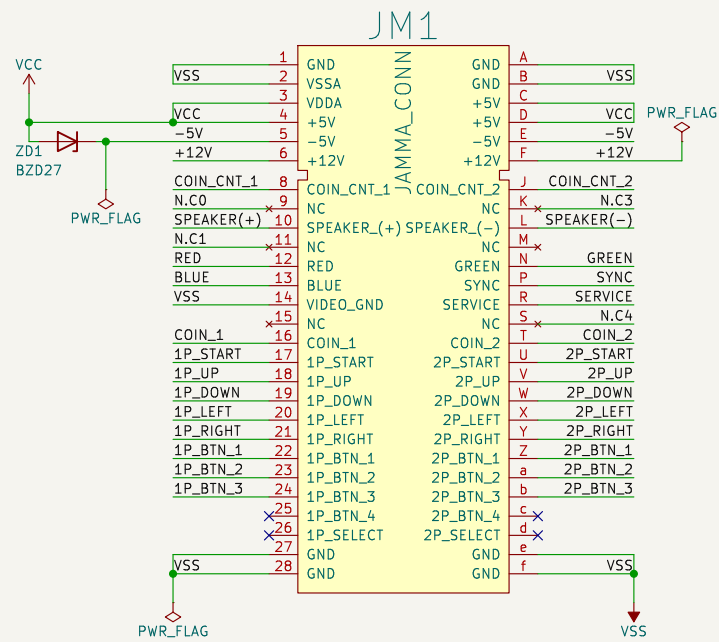 JM1
JAMMA_CONN
VCC
ZD1
BZD27
PWR_FLAG
PWR_FLAG
1 GND A GND
VSS 2 VSSA B GND VSS
3 VDDA C +5V
VCC 4 +5V D +5V VCC
-5V 5 -5V E -5V -5V
+12V 6 +12V F +12V +12V
COIN_CNT_1 8 COIN_CNT_1 COIN_CNT_2 J COIN_CNT_2
N.C0 9 NC NC K N.C3
SPEAKER(+) 10 SPEAKER_(+) SPEAKER_(-) L SPEAKER(-)
N.C1 11 NC NC M
RED 12 RED GREEN N GREEN
BLUE 13 BLUE SYNC P SYNC
VSS 14 VIDEO_GND SERVICE R SERVICE
15 NC NC S N.C4
COIN_1 16 COIN_1 COIN_2 T COIN_2
1P_START 17 1P_START 2P_START U 2P_START
1P_UP 18 1P_UP 2P_UP V 2P_UP
1P_DOWN 19 1P_DOWN 2P_DOWN W 2P_DOWN
1P_LEFT 20 1P_LEFT 2P_LEFT X 2P_LEFT
1P_RIGHT 21 1P_RIGHT 2P_RIGHT Y 2P_RIGHT
1P_BTN_1 22 1P_BTN_1 2P_BTN_1 Z 2P_BTN_1
1P_BTN_2 23 1P_BTN_2 2P_BTN_2 a 2P_BTN_2
1P_BTN_3 24 1P_BTN_3 2P_BTN_3 b 2P_BTN_3
25 1P_BTN_4 2P_BTN_4 c
26 1P_SELECT 2P_SELECT d
27 GND GND e
VSS 28 GND GND f VSS
PWR_FLAG
VSS